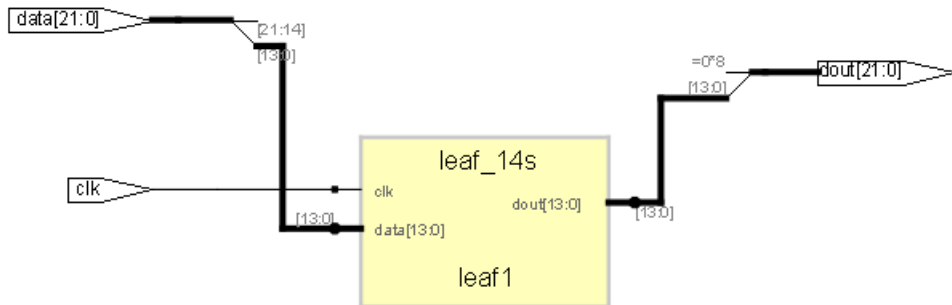 data[21:0]
[21:14]
[13:0]
=0*8
dout[21:0]
[13:0]
leaf_14s
clk
clk
dout[13:0]
[13:0]
[13:0]
data[13:0]
leaf1